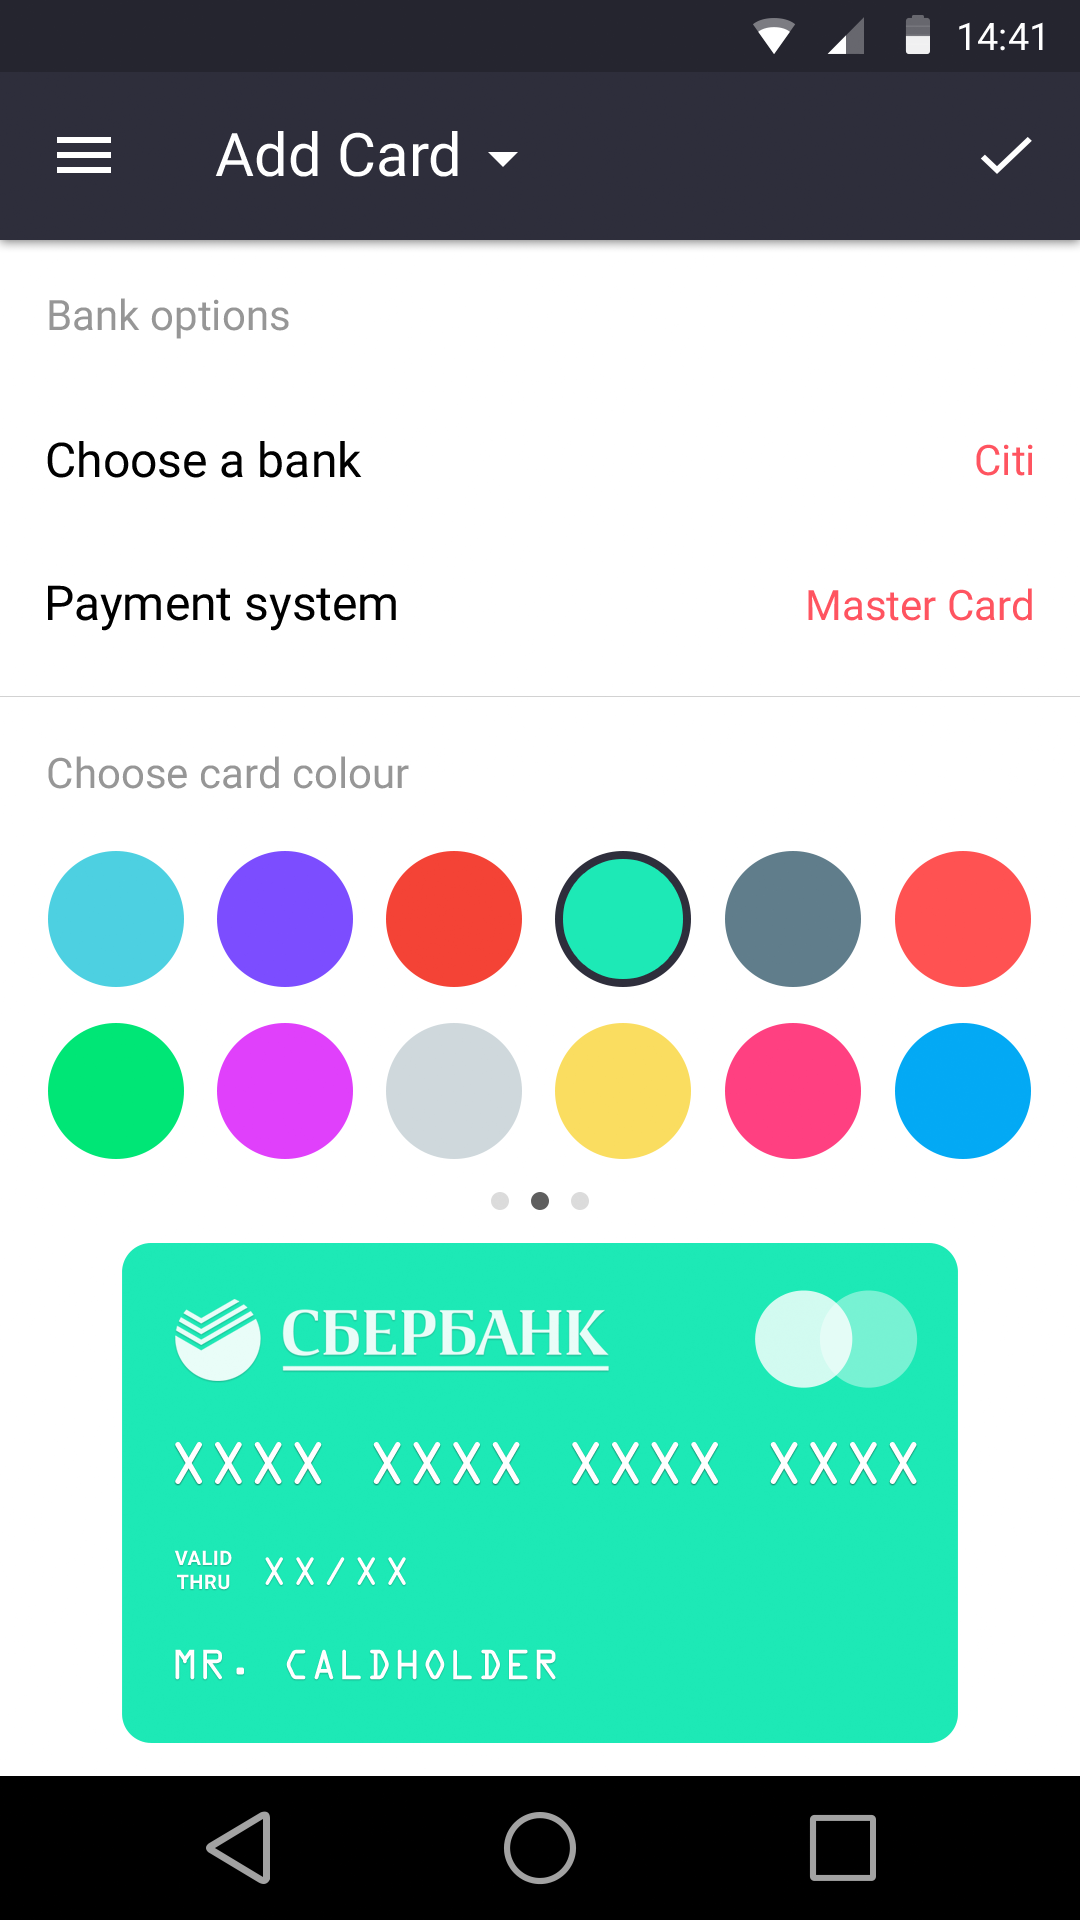 14:41
Add Card
Bank options
Choose a bank Citi
Payment system Master Card
Choose card colour
СБЕРБАНК
XXXX XXXX XXXX XXXX
VALID THRU XX/XX
MR. CALDHOLDER